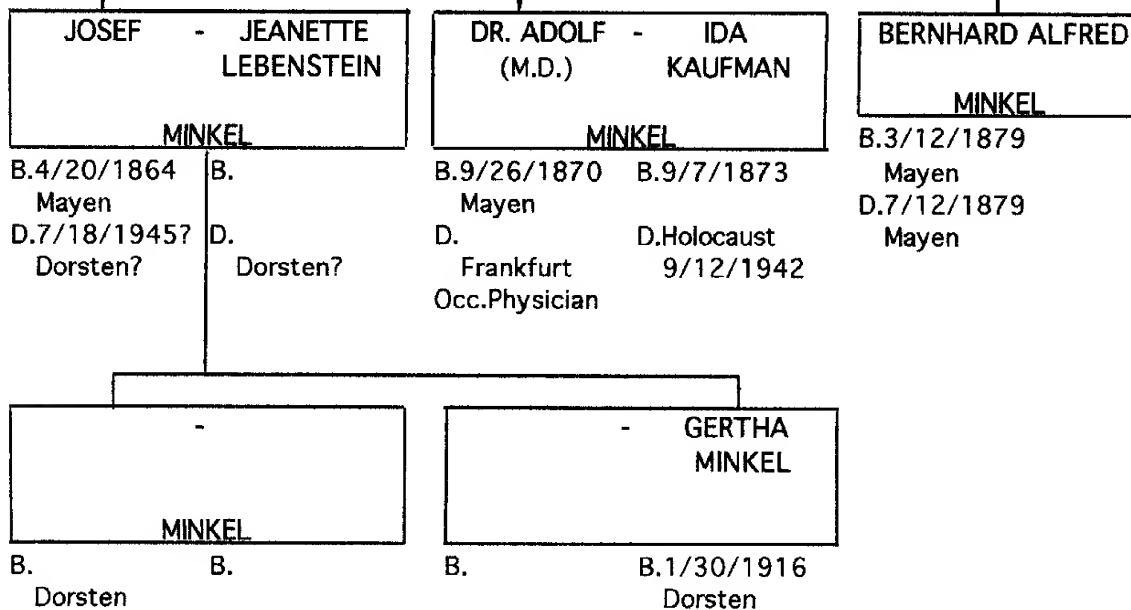 JOSEF - JEANETTE
LEBENSTEIN
MINKEL
B.4/20/1864 B.
Mayen
D.7/18/1945? D.
Dorsten? Dorsten?
DR. ADOLF - IDA
(M.D.) KAUFMAN
MINKEL
B.9/26/1870 B.9/7/1873
Mayen
D. D.Holocaust
Frankfurt 9/12/1942
Occ.Physician
BERNHARD ALFRED
MINKEL
B.3/12/1879
Mayen
D.7/12/1879
Mayen
-
MINKEL
B. B.
Dorsten
- GERTHA
MINKEL
B. B.1/30/1916
Dorsten